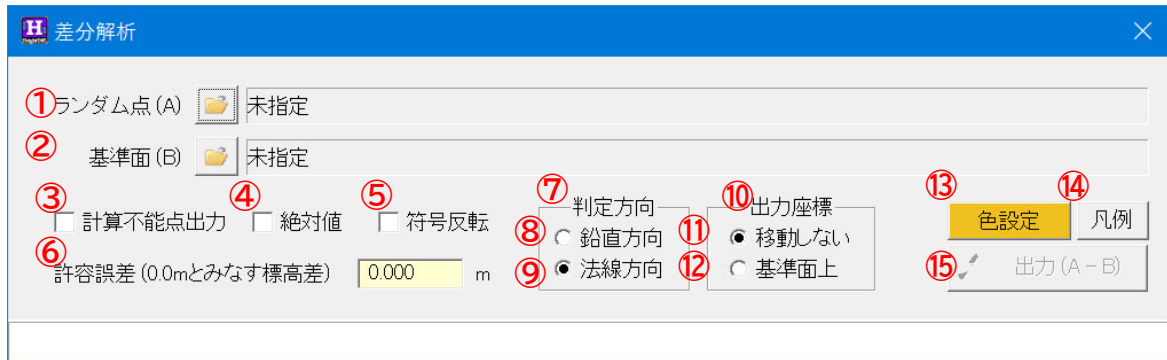 差分解析
① ランダム点(A) 未指定
② 基準面(B) 未指定
③ 計算不能点出力 ④ 絶対値 ⑤ 符号反転
⑥ 許容誤差(0.0mとみなす標高差) 0.000 m
⑦ 判定方向
⑧ 鉛直方向
⑨ 法線方向
⑩ 出力座標
⑪ 移動しない
⑫ 基準面上
⑬ 色設定 ⑭ 凡例
⑮ 出力(A-B)